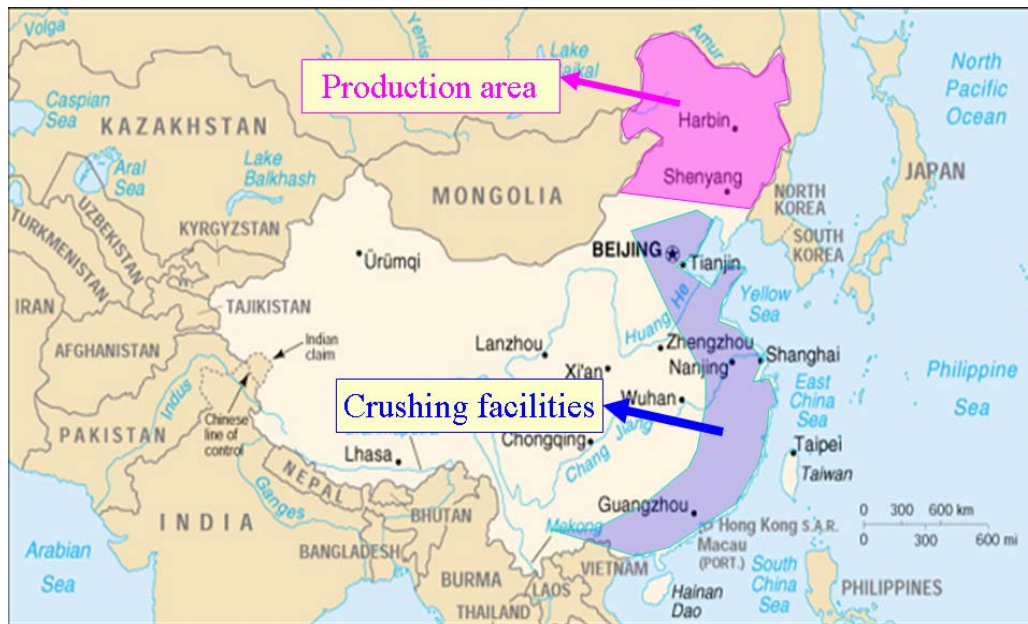 Volga
Yenis
Lake
aikal
Amur
North
Pacific
Ocean
Production area
Caspian
Sea
KAZAKHSTAN
Aral
Sea
Lake
Balkhash
MONGOLIA
Harbin
Shenyang
JAPAN
NORTH
KOREA
SOUTH
KOREA
UZBEKISTAN
TURKMENISTAN
KYRGYZSTAN
Ürümqi
BEIJING
Tianjin
TAJIKISTAN
IRAN
AFGHANISTAN
Indian
claim
Yellow
Sea
Huang
He
Lanzhou
Zhengzhou
Xi'an
Nanjing
Shanghai
Crushing facilities
Wuhan
East
China
Sea
Philippine
Sea
Indus
PAKISTAN
Chinese
line of
control
Lhasa
Chongqing
Chang
Jiang
Taipei
Taiwan
NEPAL
Ganges
BHUTAN
INDIA
BANGLADESH
Mekong
Guangzhou
Hong Kong S.A.R.
Macau
(PORT.)
0 300 600 km
0 300 600 mi
Arabian
Sea
BURMA
LAOS
VIETNAM
THAILAND
Hainan
Dao
South
China
Sea
PHILIPPINES